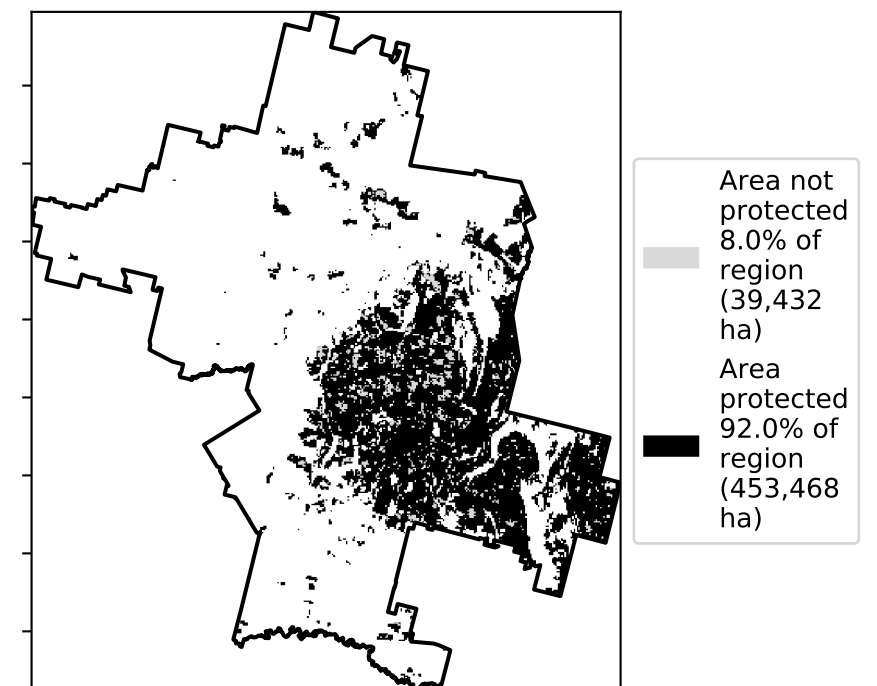 Area not
protected
8.0% of
region
(39,432
ha)
Area
protected
92.0% of
region
(453,468
ha)